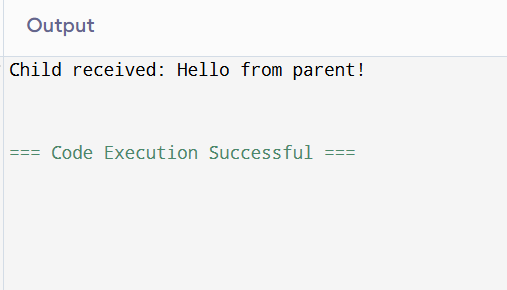 Output
Child received: Hello from parent!
=== Code Execution Successful ===